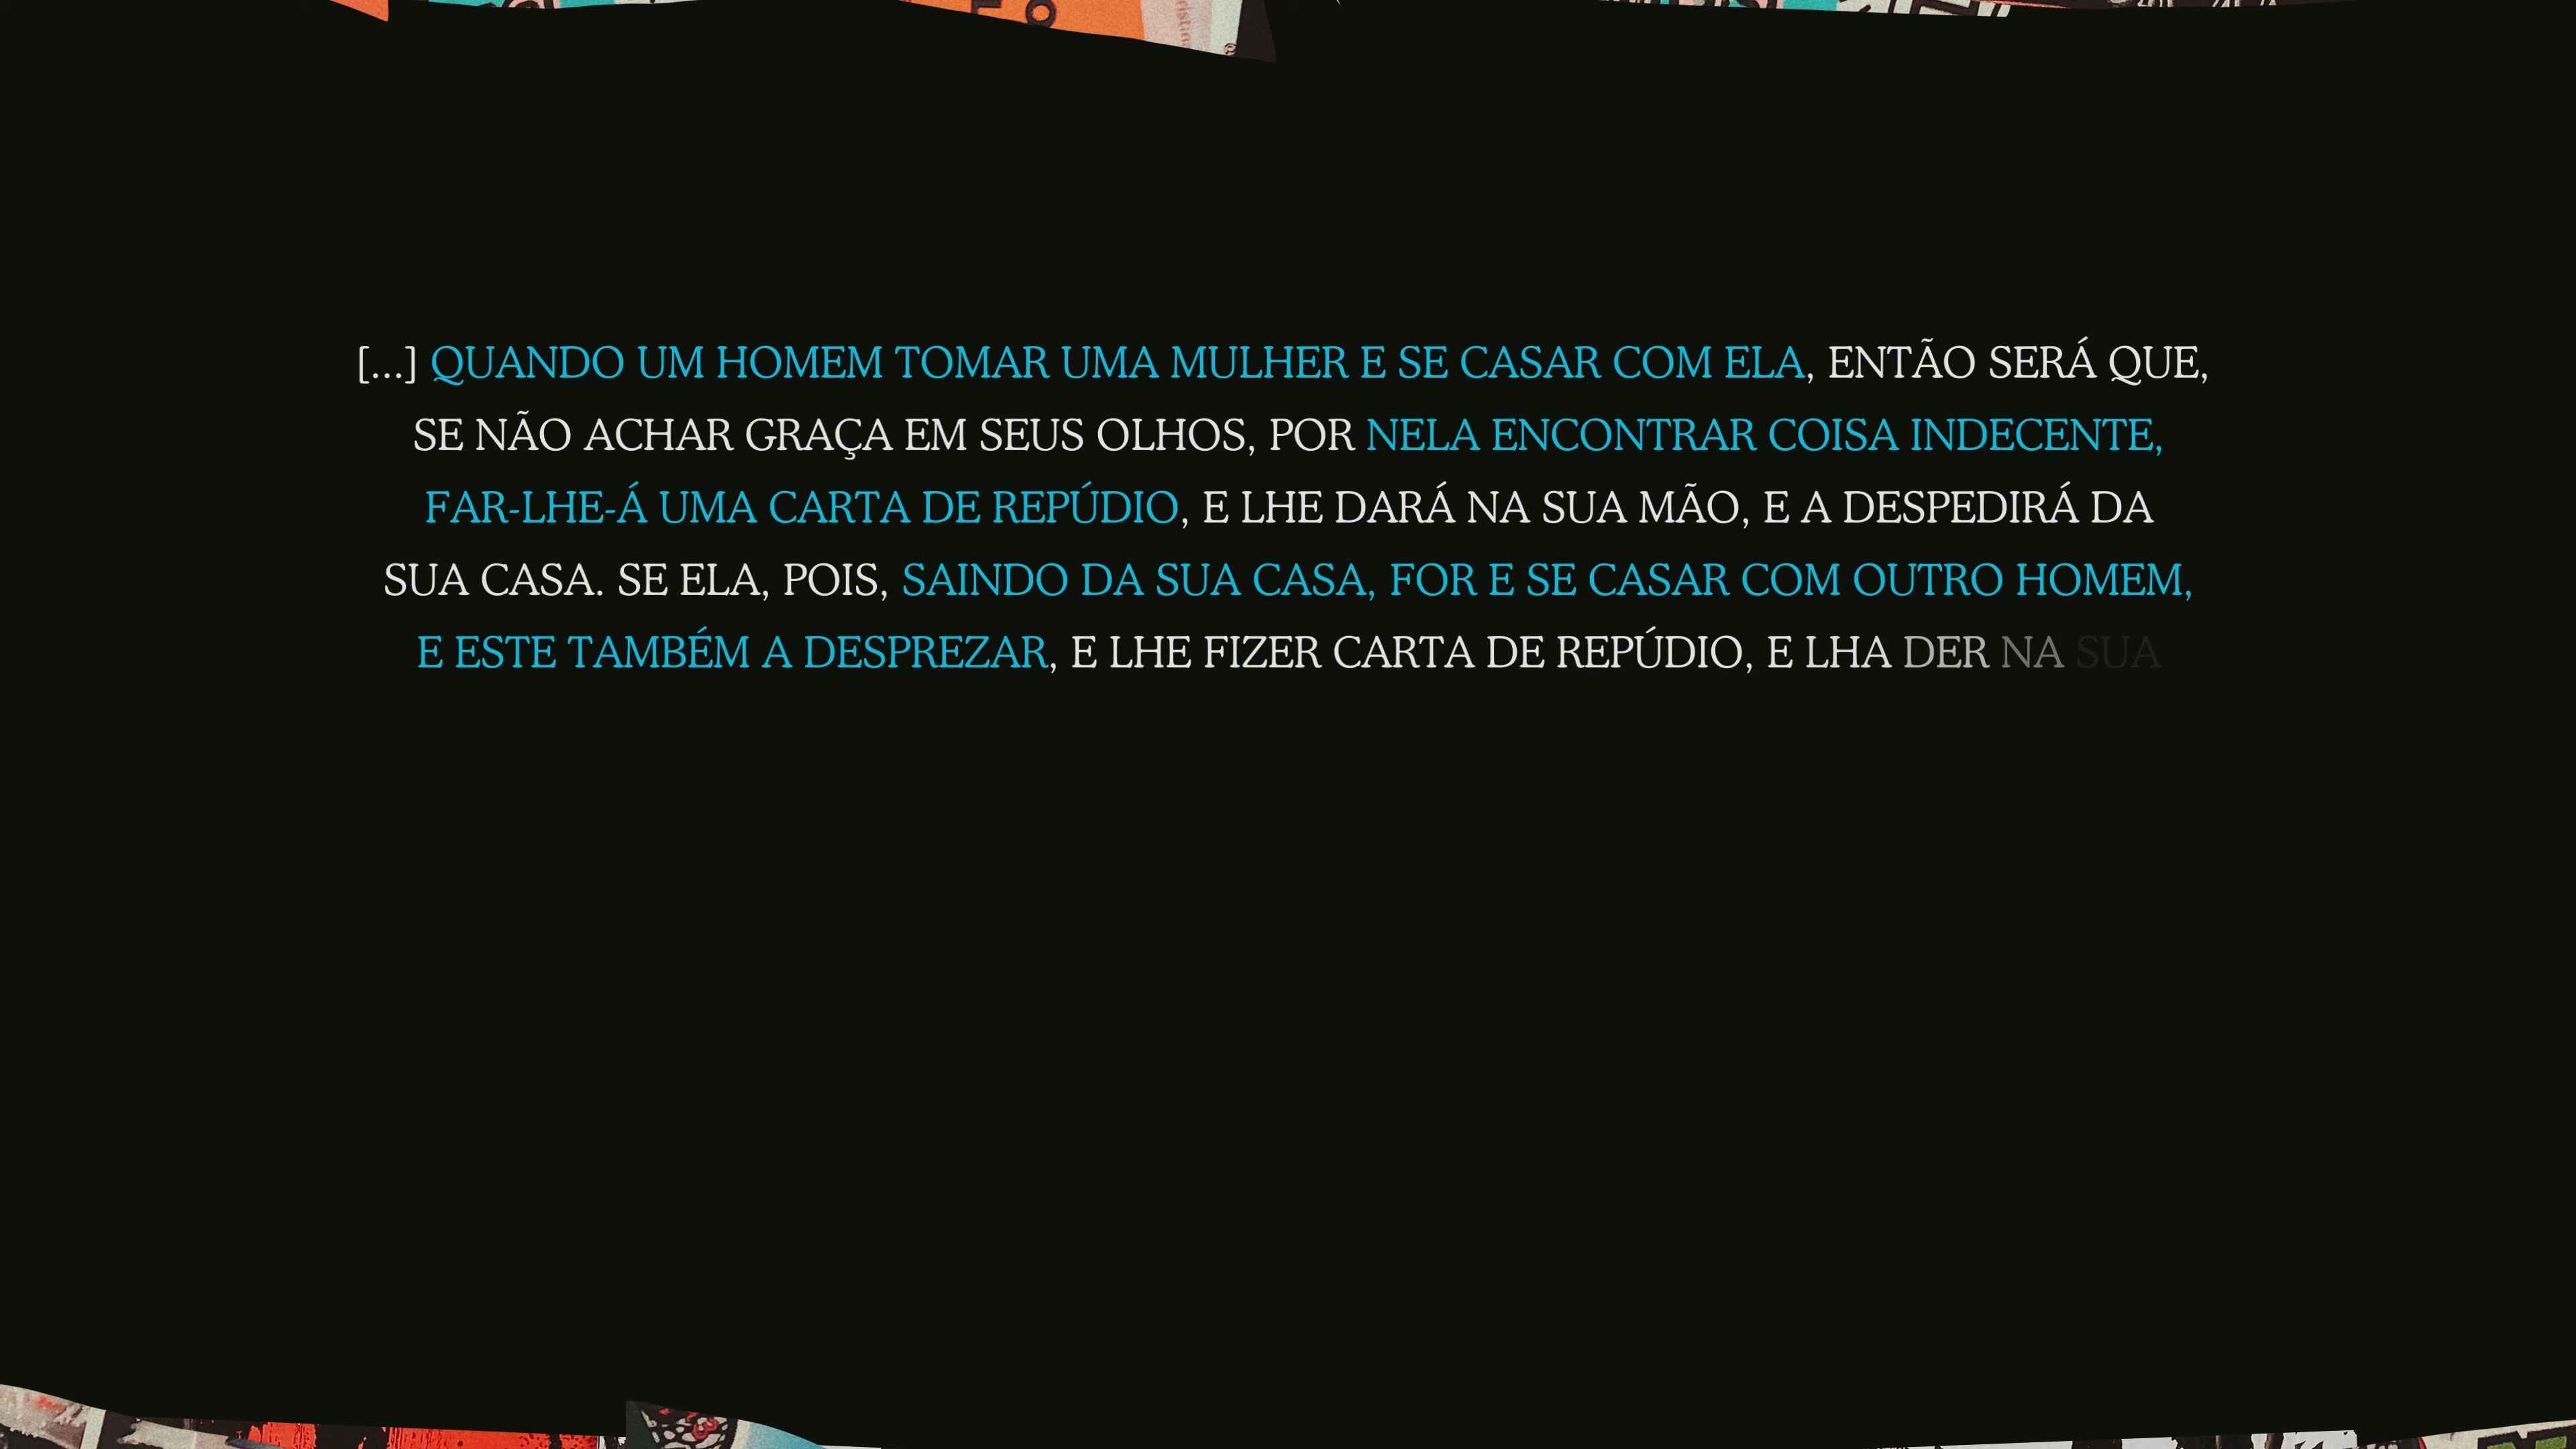 [...] QUANDO UM HOMEM TOMAR UMA MULHER E SE CASAR COM ELA, ENTÃO SERÁ QUE,
SE NÃO ACHAR GRAÇA EM SEUS OLHOS, POR NELA ENCONTRAR COISA INDECENTE,
FAR-LHE-Á UMA CARTA DE REPÚDIO, E LHE DARÁ NA SUA MÃO, E A DESPEDIRÁ DA
SUA CASA. SE ELA, POIS, SAINDO DA SUA CASA, FOR E SE CASAR COM OUTRO HOMEM,
E ESTE TAMBÉM A DESPREZAR, E LHE FIZER CARTA DE REPÚDIO, E LHA DER NA SUA